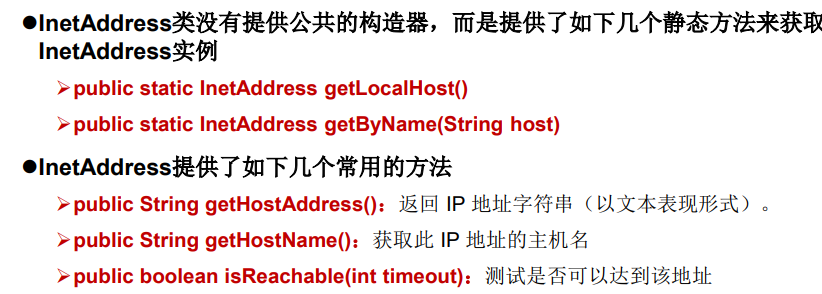 ●InetAddress类没有提供公共的构造器，而是提供了如下几个静态方法来获取
InetAddress实例
➢public static InetAddress getLocalHost()
➢public static InetAddress getByName(String host)
●InetAddress提供了如下几个常用的方法
➢public String getHostAddress()：返回 IP 地址字符串（以文本表现形式）。
➢public String getHostName()：获取此 IP 地址的主机名
➢public boolean isReachable(int timeout)：测试是否可以达到该地址